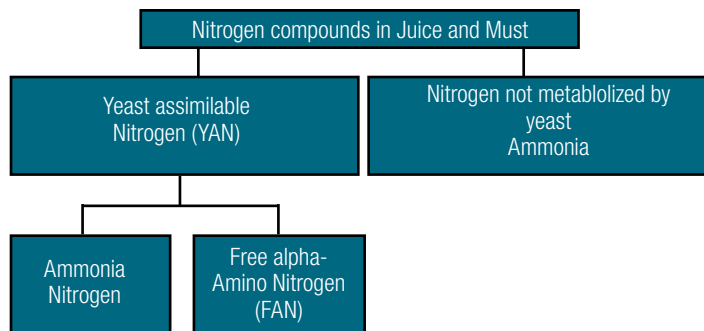 Nitrogen compounds in Juice and Must
Yeast assimilable
Nitrogen (YAN)
Nitrogen not metablolized by
yeast
Ammonia
Ammonia
Nitrogen
Free alpha-
Amino Nitrogen
(FAN)